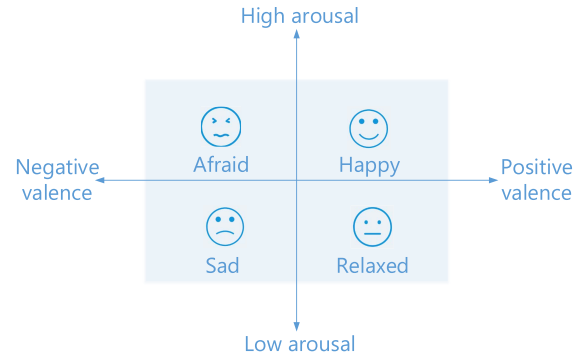 High arousal
Afraid
Happy
Negative
valence
Positive
valence
Sad
Relaxed
Low arousal